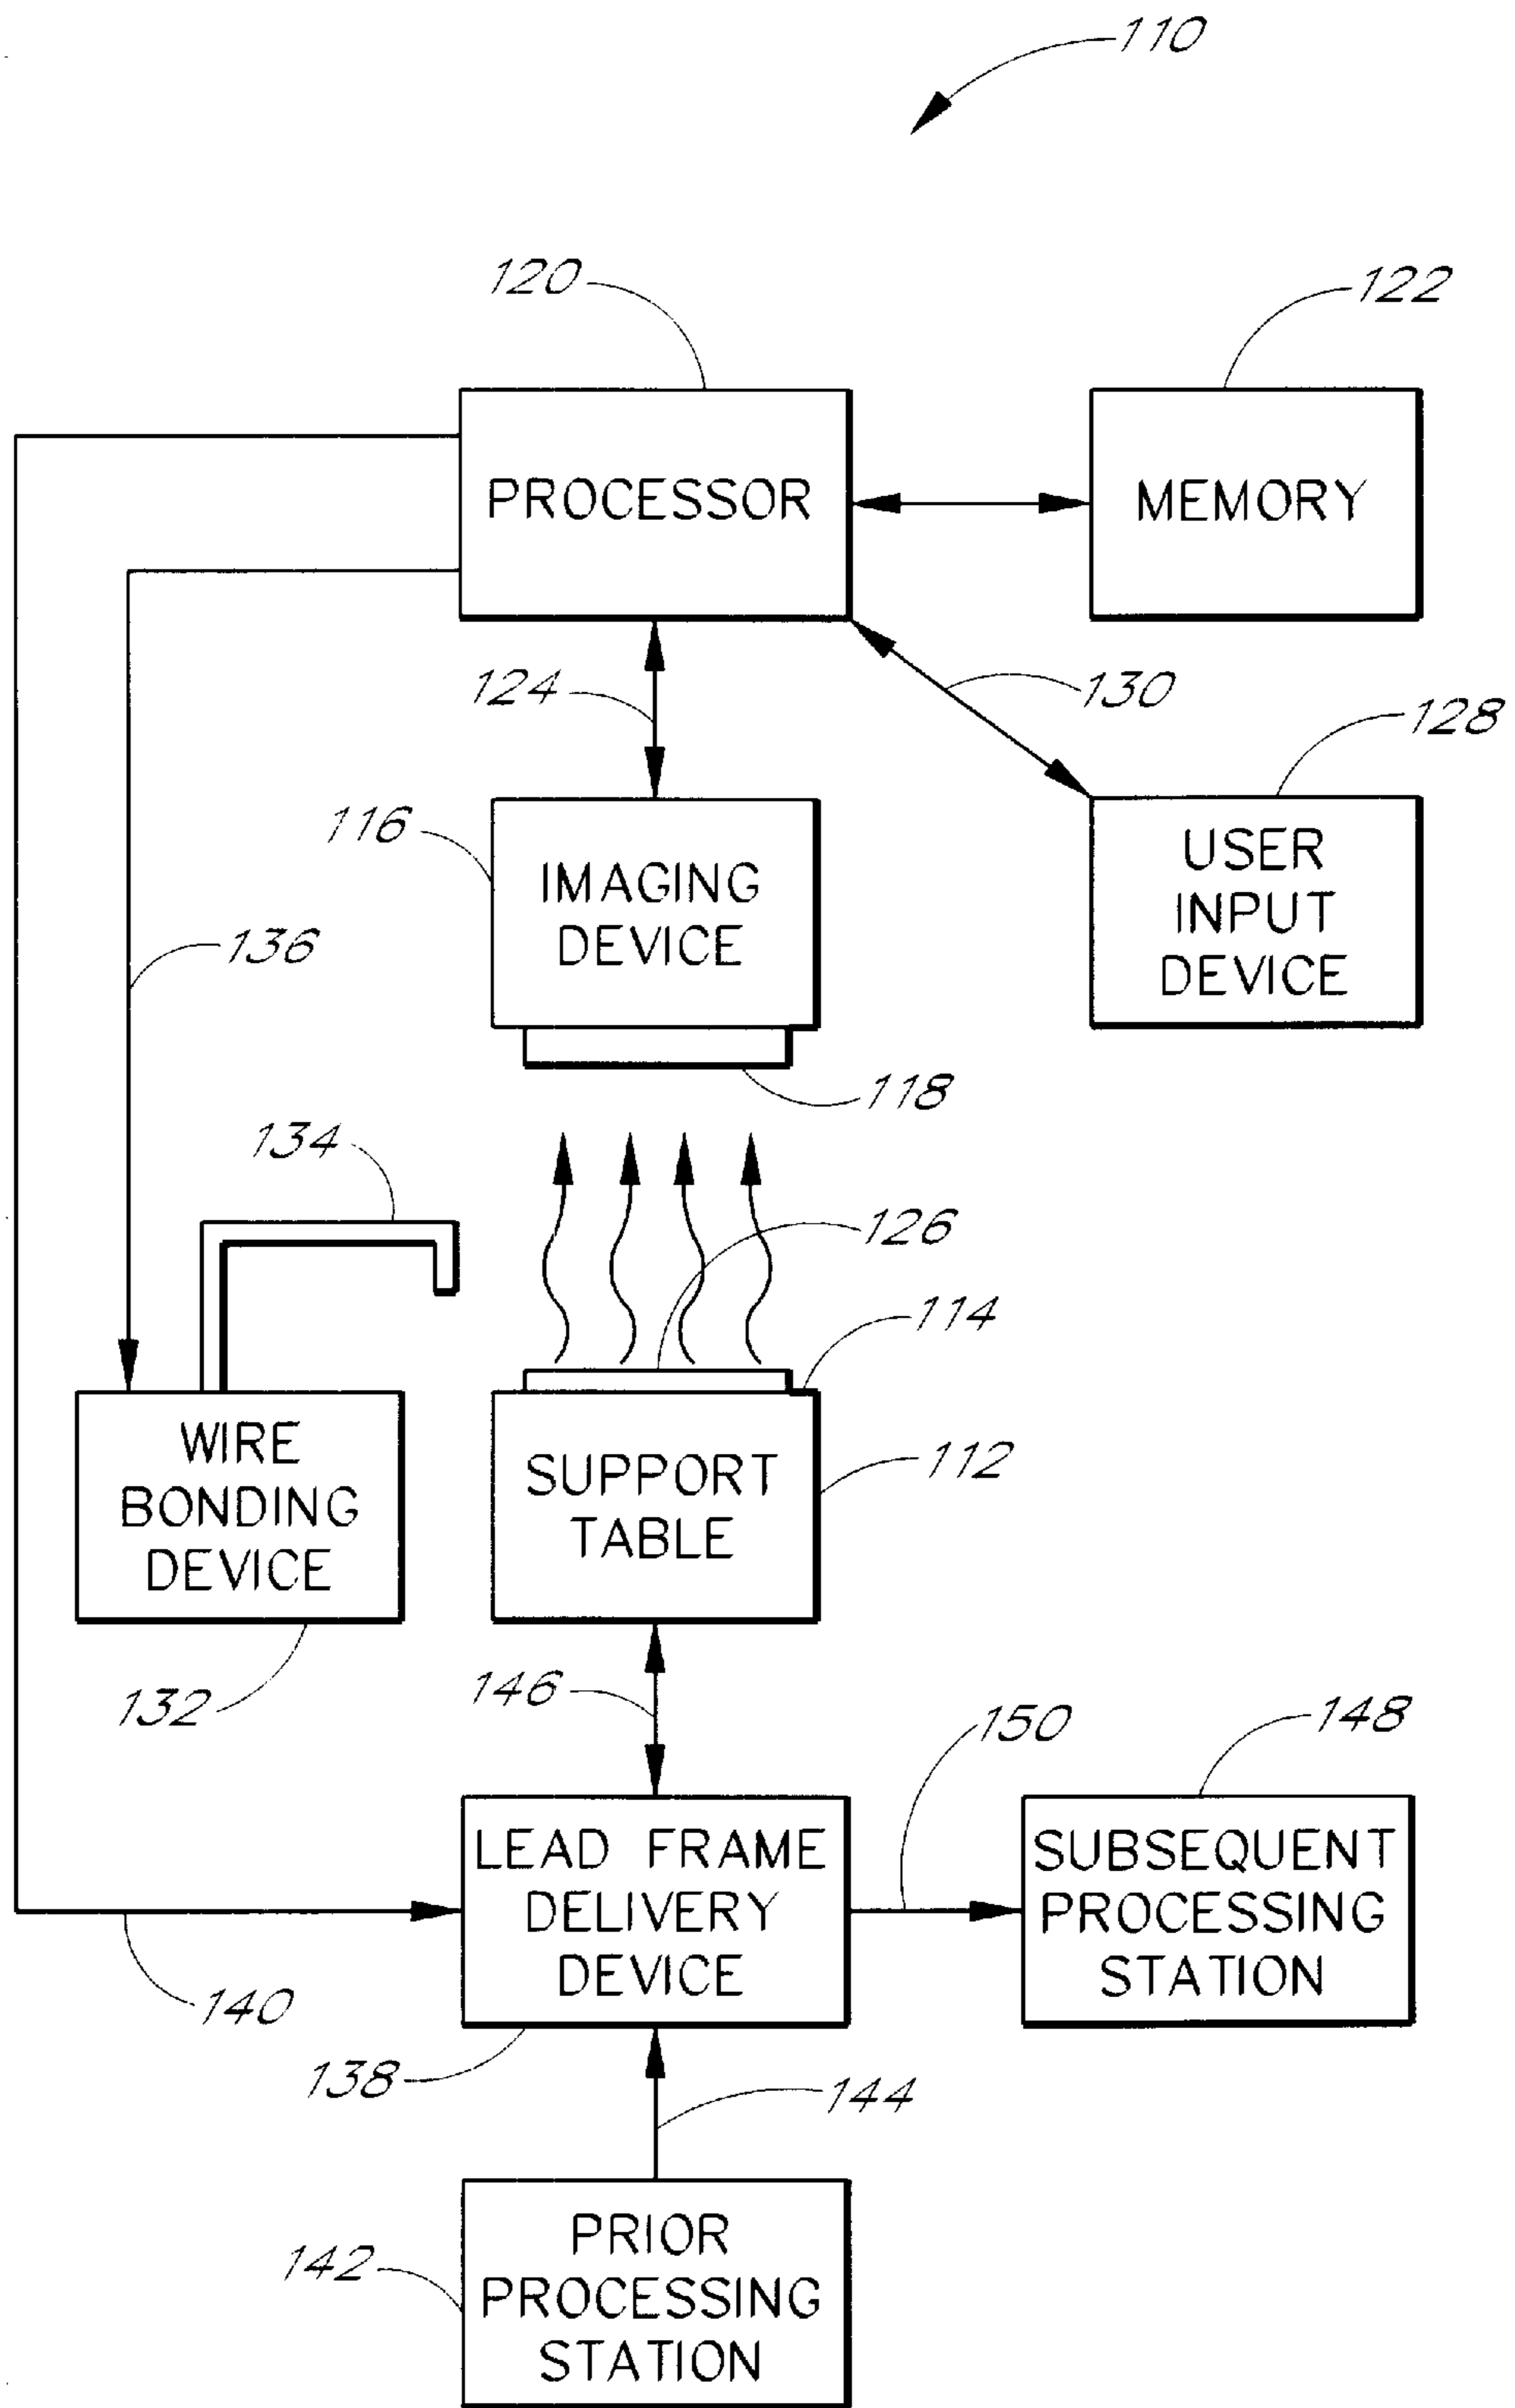 110
120
122
PROCESSOR
MEMORY
124
130
128
116
IMAGING
DEVICE
USER
INPUT
DEVICE
136
118
134
126
114
WIRE
BONDING
DEVICE
SUPPORT
TABLE
112
132
146
150
148
LEAD FRAME
DELIVERY
DEVICE
SUBSEQUENT
PROCESSING
STATION
140
138
144
142
PRIOR
PROCESSING
STATION